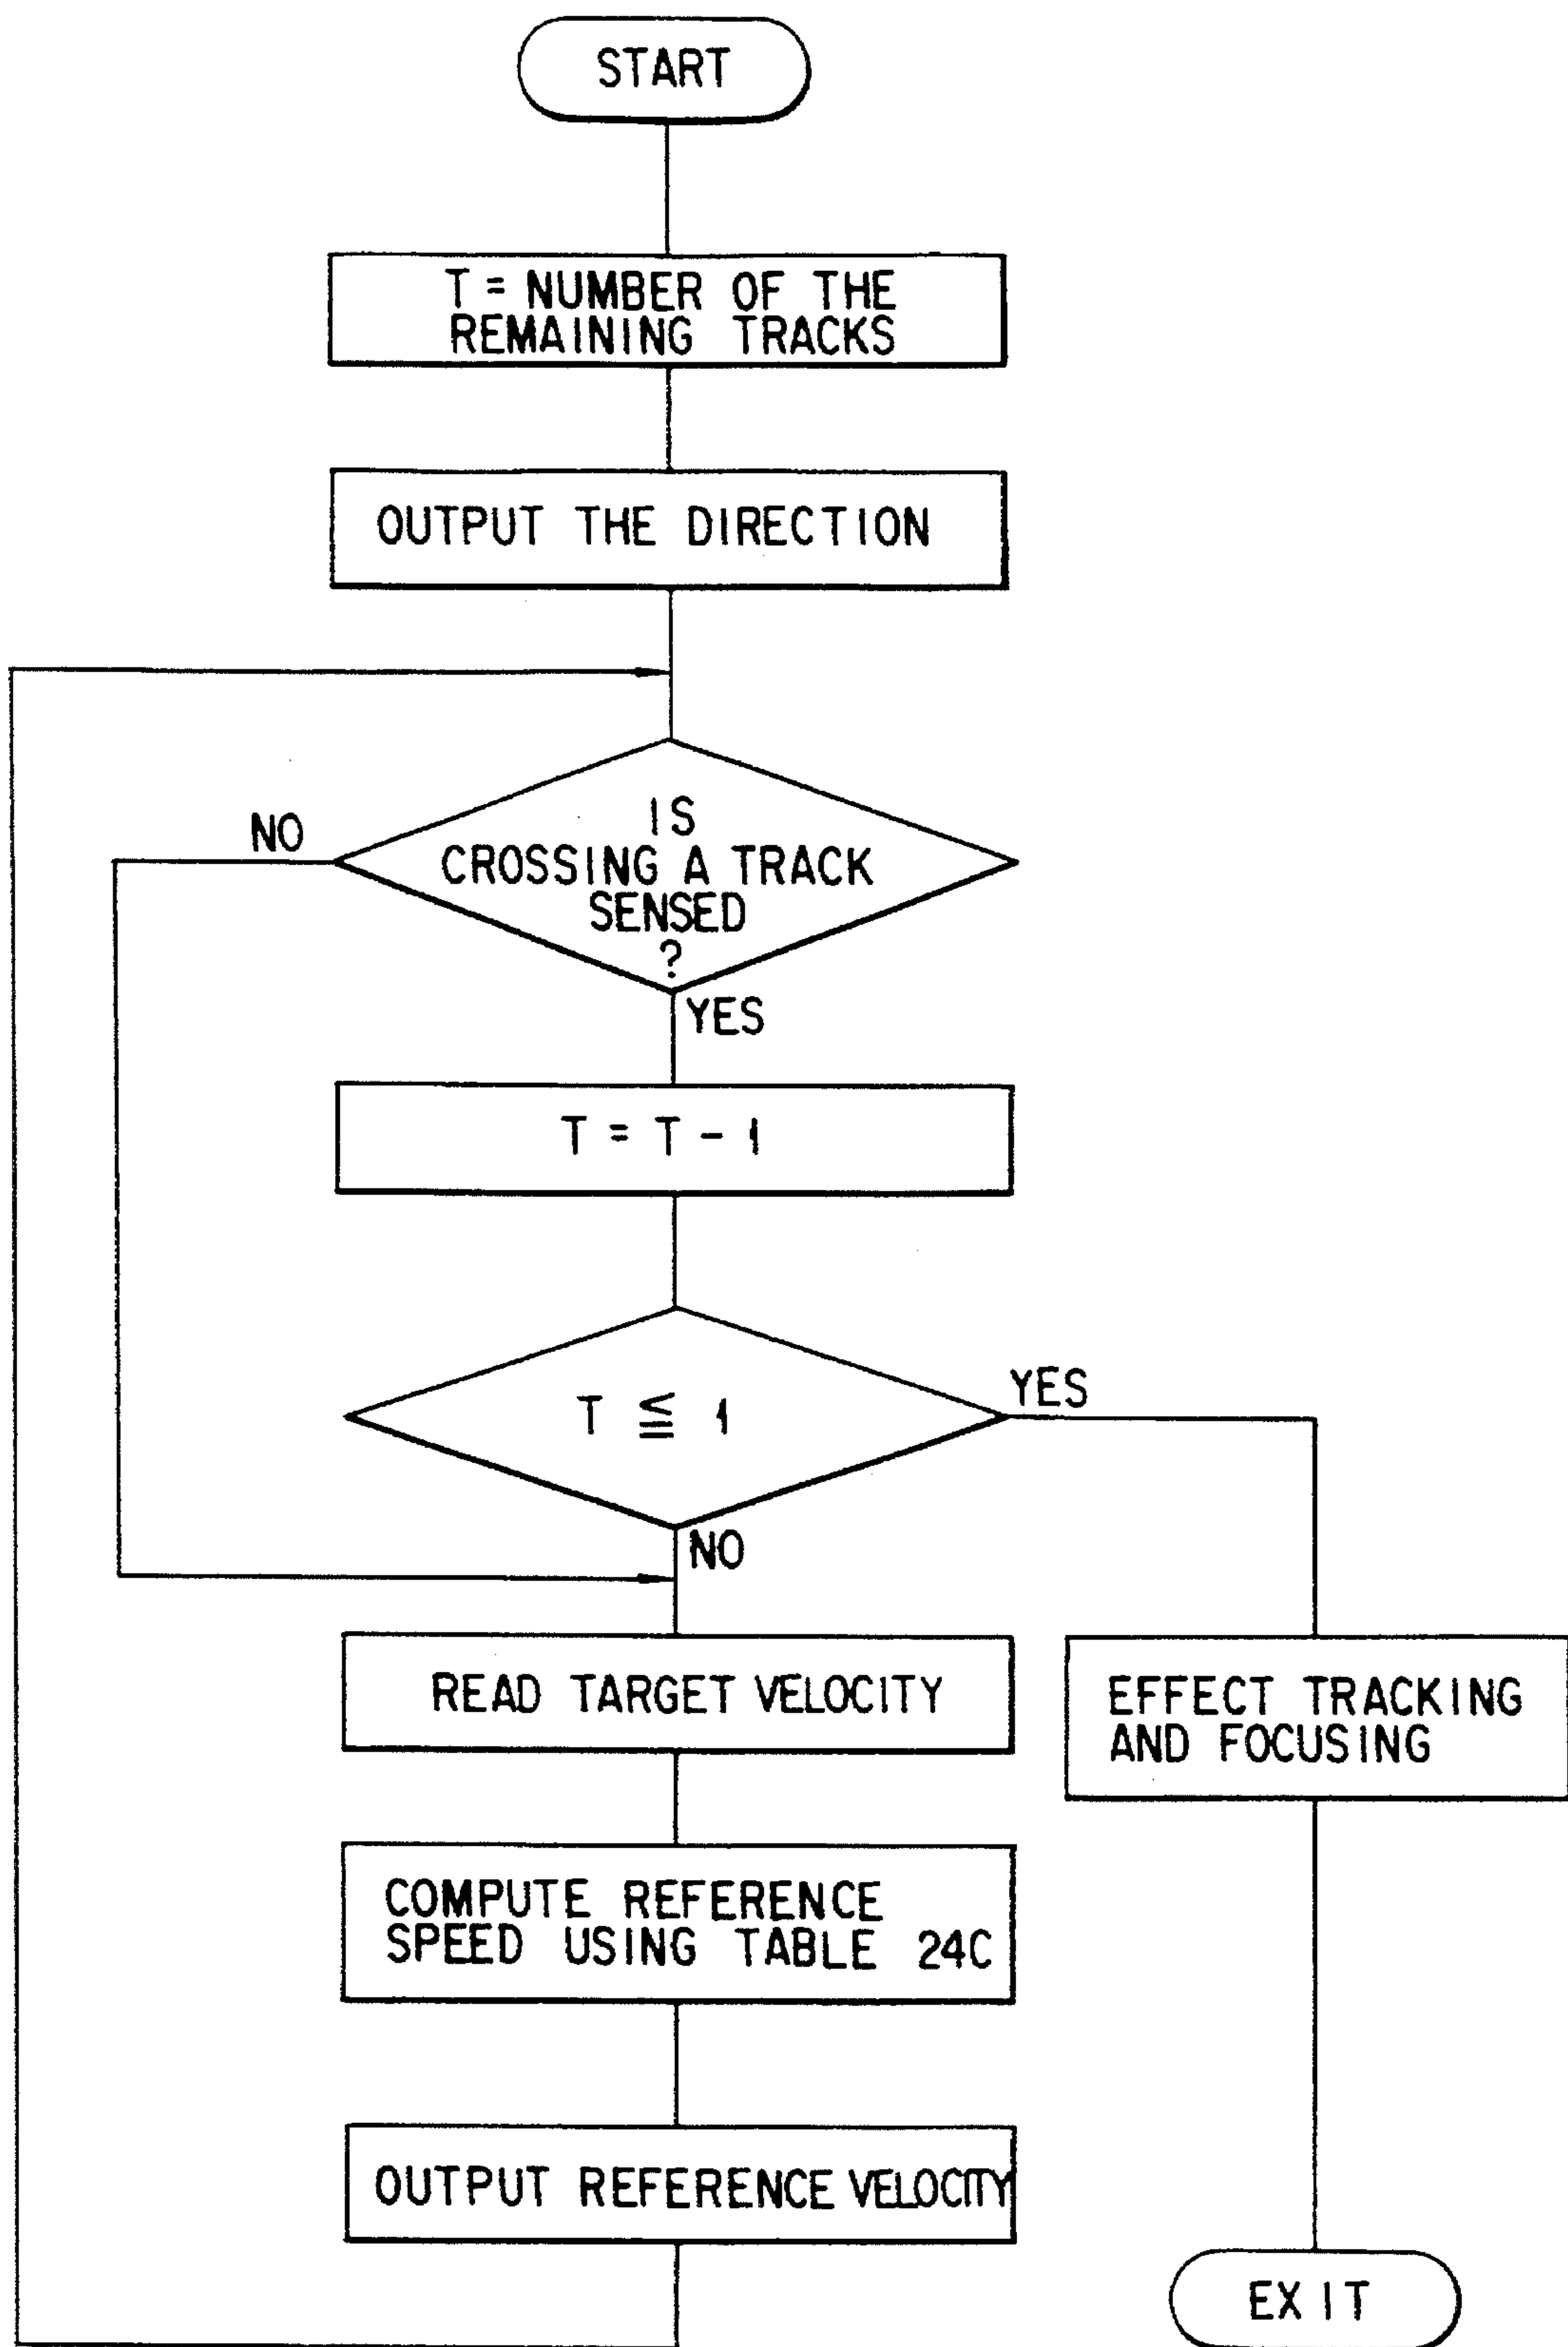 START
T = NUMBER OF THE
REMAINING TRACKS
OUTPUT THE DIRECTION
NO
IS
CROSSING A TRACK
SENSED
?
YES
T = T - 1
T ≦ 1
YES
NO
READ TARGET VELOCITY
EFFECT TRACKING
AND FOCUSING
COMPUTE REFERENCE
SPEED USING TABLE 24C
OUTPUT REFERENCE VELOCITY
EXIT